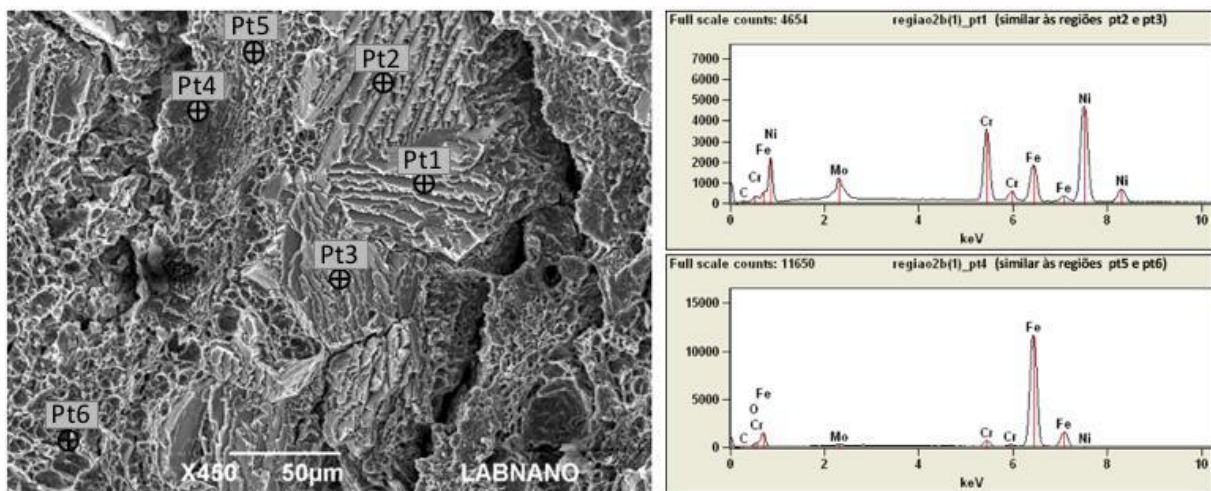 Pt5
Pt2
Pt4
Pt1
Pt3
Pt6
X450 50µm LABNANO
Full scale counts: 4654 regiao2b(1)_pt1 (similar às regiões pt2 e pt3)
7000
6000
5000
4000
3000
2000
1000
0
Ni
Fe
Cr
C
Mo
Cr
Cr
Fe
Fe
Ni
Ni
0 2 4 6 8 10
keV
Full scale counts: 11650 regiao2b(1)_pt4 (similar às regiões pt5 e pt6)
15000
10000
5000
0
Fe
O
Cr
C
Mo
Cr
Cr
Fe
Fe
Ni
0 2 4 6 8 10
keV